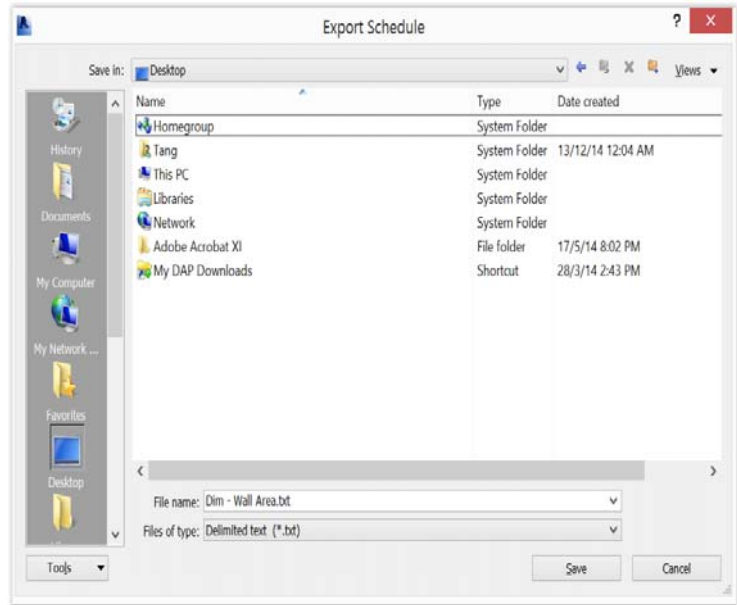 Export Schedule
?
X
Save in: Desktop
Views
Name Type Date created
Homegroup System Folder
Tang System Folder 13/12/14 12:04 AM
This PC System Folder
Libraries System Folder
Network System Folder
Adobe Acrobat XI File folder 17/5/14 8:02 PM
My DAP Downloads Shortcut 28/3/14 2:43 PM
History
Documents
My Computer
My Network ...
Favorites
Desktop
File name: Dim - Wall Area.txt
Files of type: Delimited text (*.txt)
Tools
Save Cancel